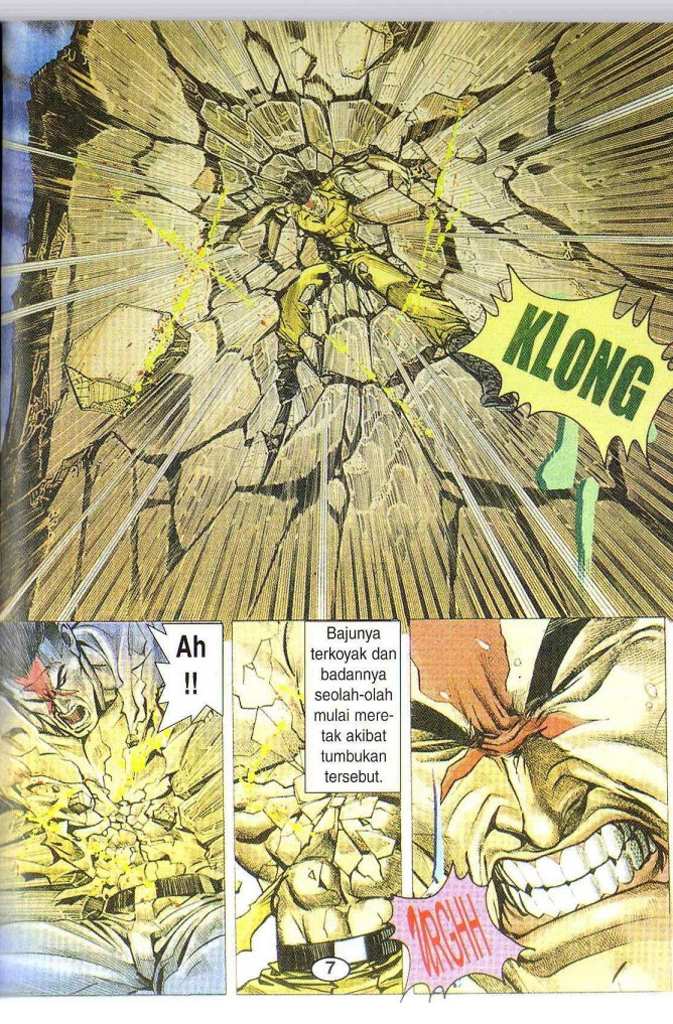 KLONG
Ah
!!
Bajunya
terkoyak dan
badannya
seolah-olah
mulai mere-
tak akibat
tumbukan
tersebut.
URGHH
7